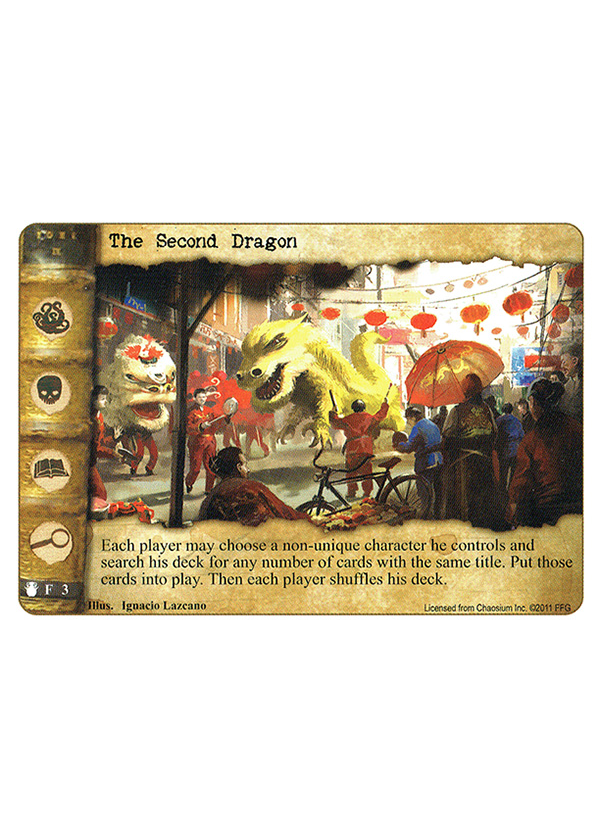 The Second Dragon
Each player may choose a non-unique character he controls and
search his deck for any number of cards with the same title. Put those
cards into play. Then each player shuffles his deck.
F 3
Illus. Ignacio Lazcano
Licensed from Chaosium Inc. ©2011 FFG